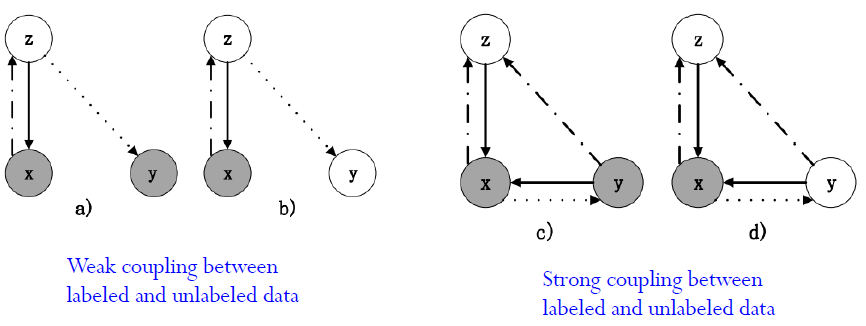 z z z z
x y x y x y x y
a) b) c) d)
Weak coupling between
labeled and unlabeled data
Strong coupling between
labeled and unlabeled data